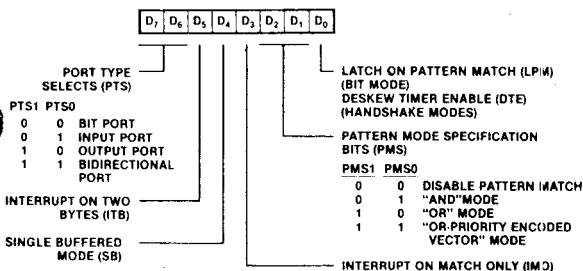 D7 D6 D5 D4 D3 D2 D1 D0
PORT TYPE
SELECTS (PTS)
PTS1 PTS0
0 0 BIT PORT
0 1 INPUT PORT
1 0 OUTPUT PORT
1 1 BIDIRECTIONAL
PORT
INTERRUPT ON TWO
BYTES (ITB)
SINGLE BUFFERED
MODE (SB)
LATCH ON PATTERN MATCH (LPM)
(BIT MODE)
DESKEW TIMER ENABLE (DTE)
(HANDSHAKE MODES)
PATTERN MODE SPECIFICATION
BITS (PMS)
PMS1 PMS0
0 0 DISABLE PATTERN MATCH
0 1 "AND"MODE
1 0 "OR" MODE
1 1 "OR-PRIORITY ENCODED
VECTOR" MODE
INTERRUPT ON MATCH ONLY (IMO)